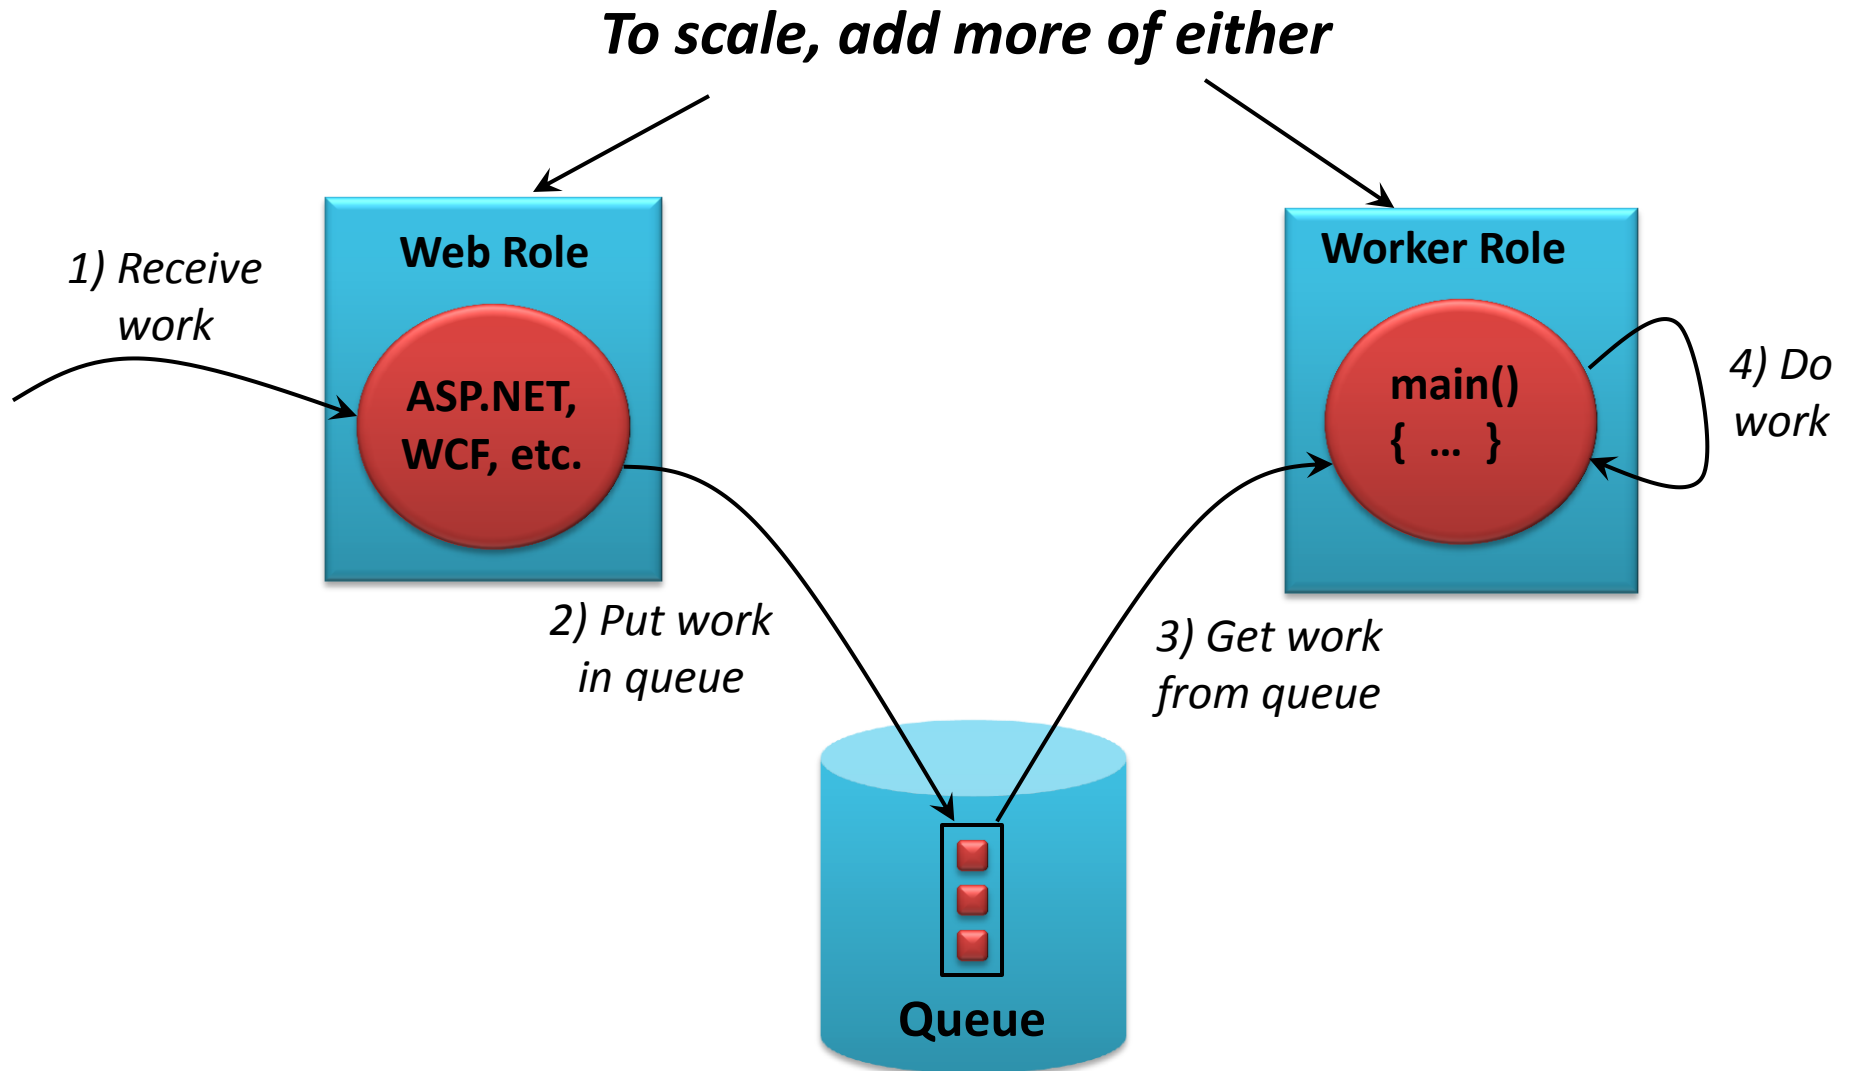 To scale, add more of either
1) Receive
work
Web Role
ASP.NET,
WCF, etc.
2) Put work
in queue
Worker Role
main()
{ … }
4) Do
work
3) Get work
from queue
Queue